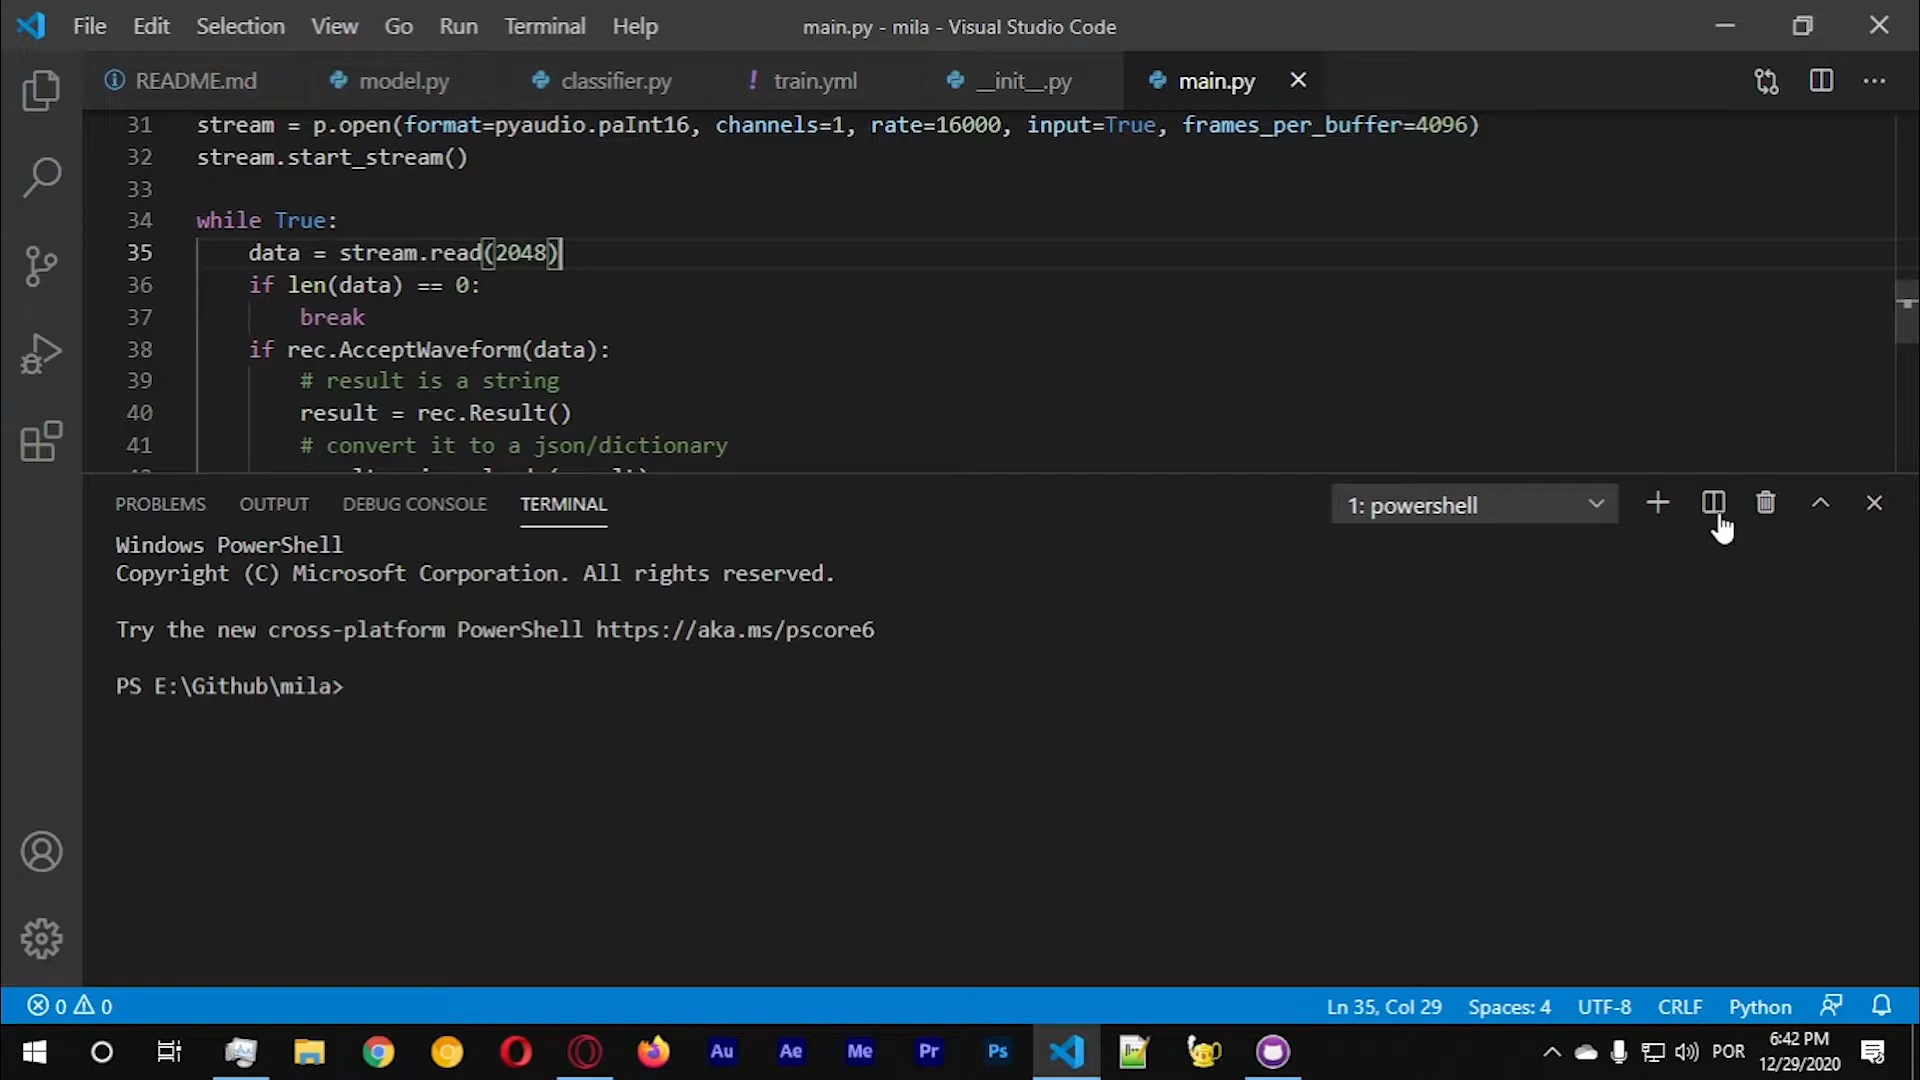 File Edit Selection View Go Run Terminal Help main.py - mila - Visual Studio Code
README.md model.py classifier.py ! train.yml __init__.py main.py
31 stream = p.open(format=pyaudio.paInt16, channels=1, rate=16000, input=True, frames_per_buffer=4096)
32 stream.start_stream()
33
34 while True:
35 data = stream.read(2048)
36 if len(data) == 0:
37 break
38 if rec.AcceptWaveform(data):
39 # result is a string
40 result = rec.Result()
41 # convert it to a json/dictionary
PROBLEMS OUTPUT DEBUG CONSOLE TERMINAL 1: powershell
Windows PowerShell
Copyright (C) Microsoft Corporation. All rights reserved.
Try the new cross-platform PowerShell https://aka.ms/pscore6
PS E:\Github\mila>
0 0 Ln 35, Col 29 Spaces: 4 UTF-8 CRLF Python
Au Ae Me Pr Ps POR 6:42 PM
12/29/2020